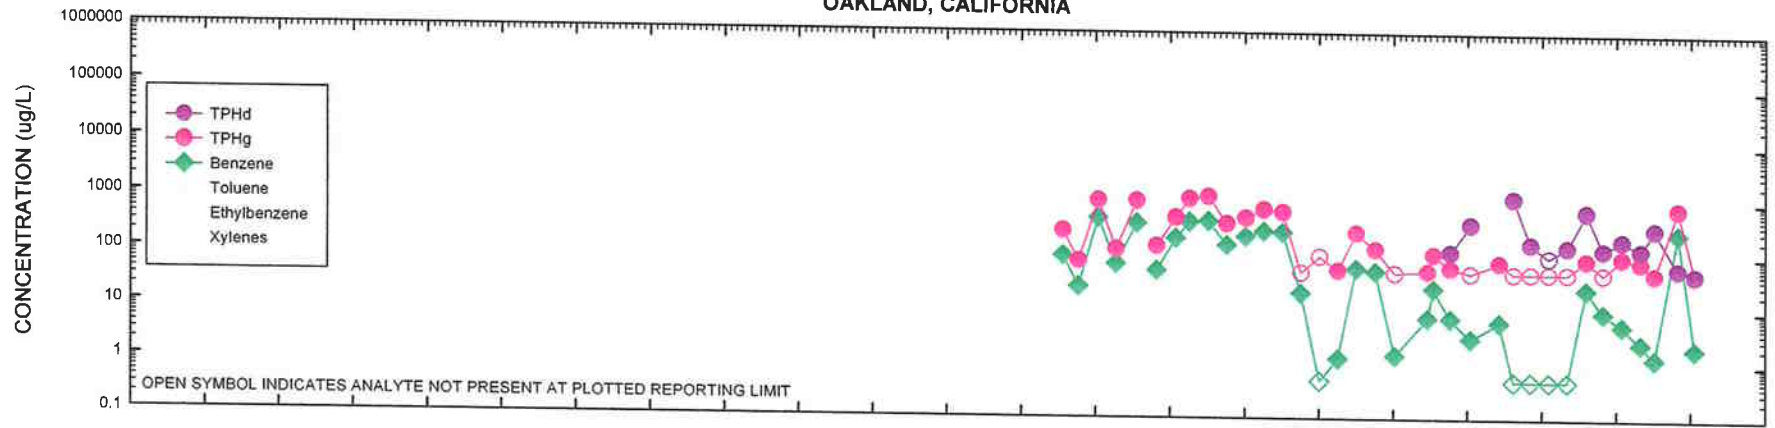 OAKLAND, CALIFORNIA
1000000
100000
10000
1000
100
10
1
0.1
CONCENTRATION (ug/L)
TPHd
TPHg
Benzene
Toluene
Ethylbenzene
Xylenes
OPEN SYMBOL INDICATES ANALYTE NOT PRESENT AT PLOTTED REPORTING LIMIT